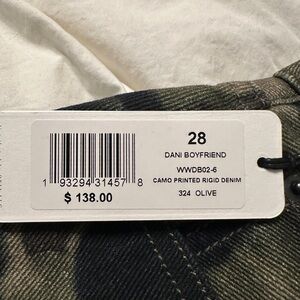 28
DANI BOYFRIEND
WWDB02-6
CAMO PRINTED RIGID DENIM
324 OLIVE
1 93294 31457 8
$ 138.00